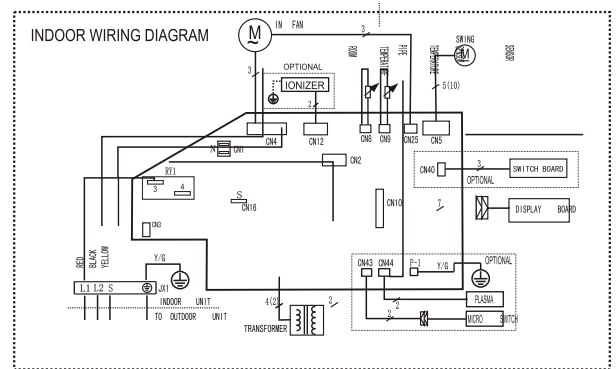 INDOOR WIRING DIAGRAM
M
~
IN FAN
3
SWING
M
~
ROOM
TEMPERATURE
PIPE
TEMPERATURE
SENSOR
3
OPTIONAL
IONIZER
2
5(10)
CN4
CN12
CN8
CN9
CN25
CN5
N
CN1
CN2
RY1
3
4
S
CN16
CN10
CN3
CN40
3
SWITCH BOARD
OPTIONAL
7
DISPLAY BOARD
RED
BLACK
YELLOW
Y/G
L1 L2 S
JX1
INDOOR UNIT
TO OUTDOOR UNIT
4(2)
2
TRANSFORMER
CN43
CN44
P-1
Y/G
OPTIONAL
2
PLASMA
2
MICRO SWITCH